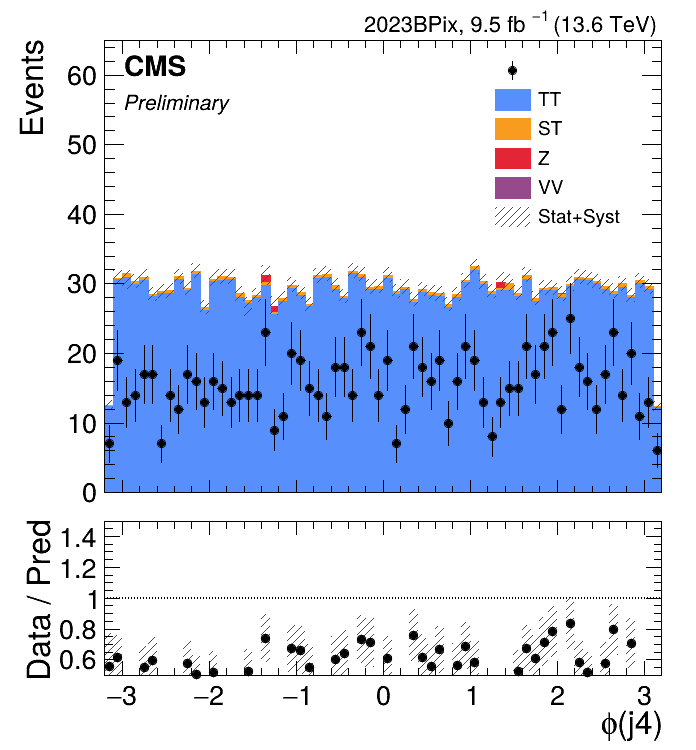 2023BPix, 9.5 fb⁻¹ (13.6 TeV)
CMS
Preliminary
Events
60
50
40
30
20
10
0
TT
ST
Z
VV
Stat+Syst
Data / Pred
1.4
1.2
1
0.8
0.6
−3 −2 −1 0 1 2 3
ϕ(j4)